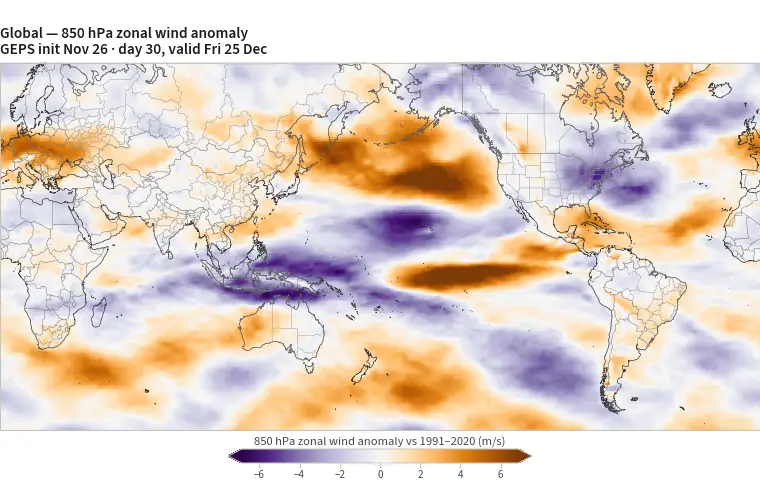 Global — 850 hPa zonal wind anomaly
GEPS init Nov 26 · day 30, valid Fri 25 Dec
850 hPa zonal wind anomaly vs 1991–2020 (m/s)
−6 −4 −2 0 2 4 6